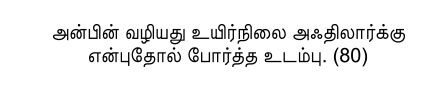 அன்பின் வழியது உயிர்நிலை அஃதிலார்க்கு
என்புதோல் போர்த்த உடம்பு. (80)